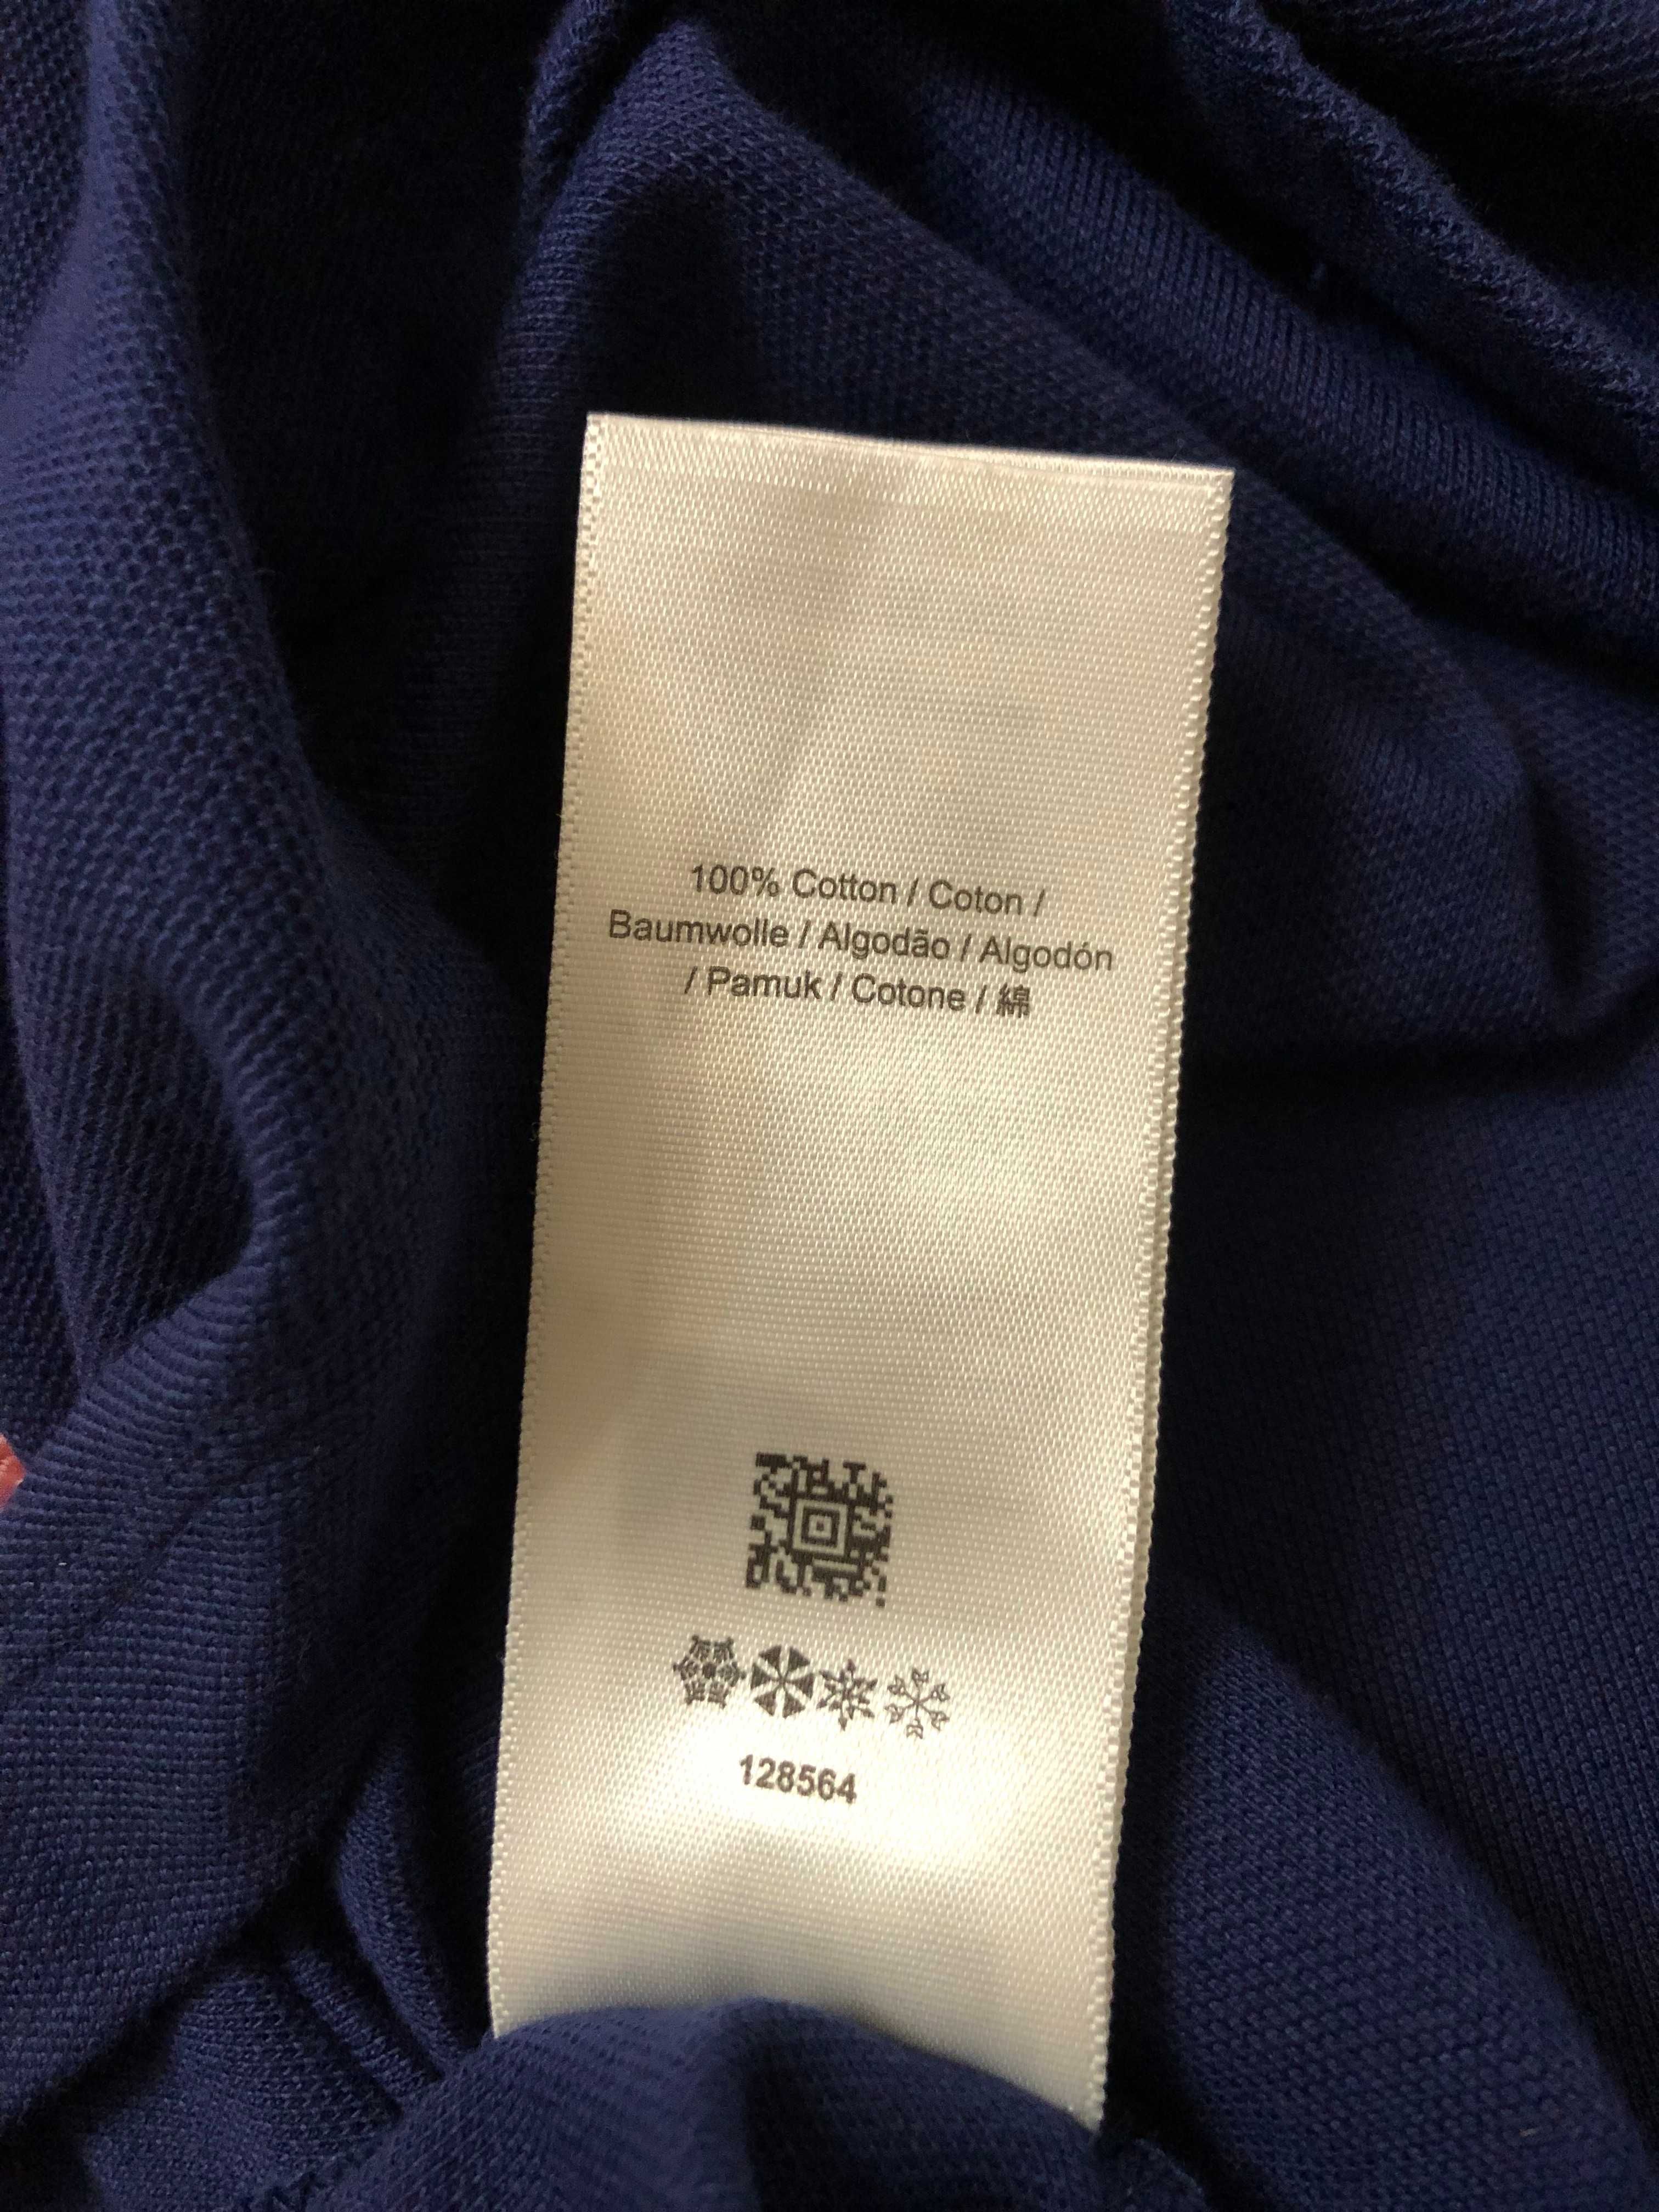 100% Cotton / Coton /
Baumwolle / Algodão / Algodón
/ Pamuk / Cotone / 綿
128564